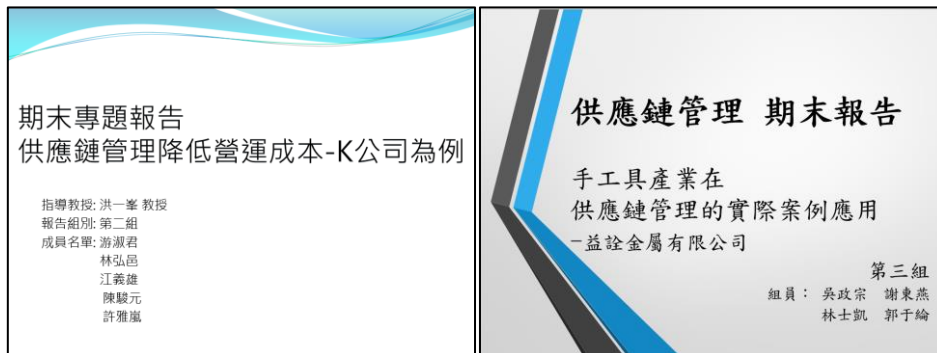 期末專題報告
供應鏈管理降低營運成本-K公司為例
指導教授: 洪一峯 教授
報告組別: 第二組
成員名單: 游淑君
林弘邑
江義雄
陳駿元
許雅嵐
供應鏈管理 期末報告
手工具產業在
供應鏈管理的實際案例應用
-益詮金屬有限公司
第三組
組員： 吳政宗 謝東燕
林士凱 郭于綸